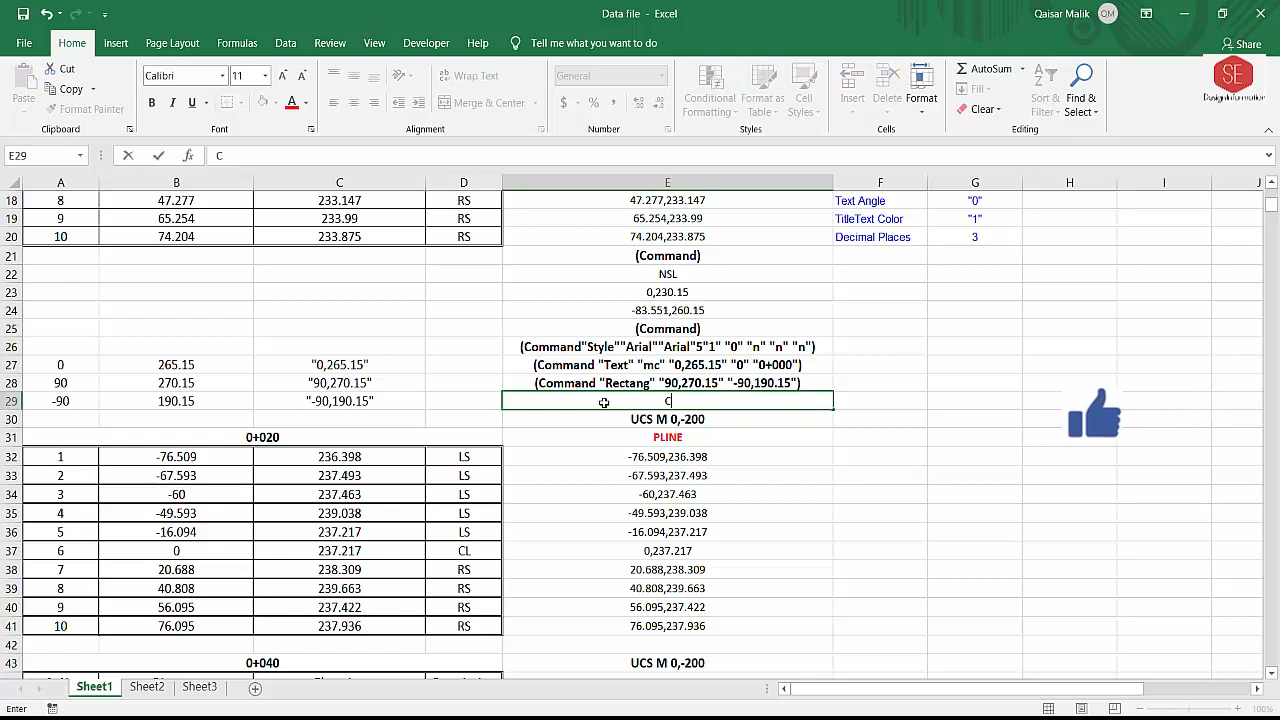 Data file - Excel
Qaisar Malik QM
File Home Insert Page Layout Formulas Data Review View Developer Help Tell me what you want to do Share
Paste Cut Copy Format Painter Clipboard
Calibri 11 B I U Font
Wrap Text Merge & Center Alignment
General $ % , Number
Conditional Formatting Format as Table Cell Styles Styles
Insert Delete Format Cells
AutoSum Fill Clear Sort & Filter Find & Select Editing
SE Design Information
E29 fx C
A B C D E F G H I J
18 8 47.277 233.147 RS 47.277,233.147 Text Angle "0"
19 9 65.254 233.99 RS 65.254,233.99 TitleText Color "1"
20 10 74.204 233.875 RS 74.204,233.875 Decimal Places 3
21 (Command)
22 NSL
23 0,230.15
24 -83.551,260.15
25 (Command)
26 (Command"Style""Arial""Arial"5"1" "0" "n" "n" "n")
27 0 265.15 "0,265.15" (Command "Text" "mc" "0,265.15" "0" "0+000")
28 90 270.15 "90,270.15" (Command "Rectang" "90,270.15" "-90,190.15")
29 -90 190.15 "-90,190.15" C
30 UCS M 0,-200
31 0+020 PLINE
32 1 -76.509 236.398 LS -76.509,236.398
33 2 -67.593 237.493 LS -67.593,237.493
34 3 -60 237.463 LS -60,237.463
35 4 -49.593 239.038 LS -49.593,239.038
36 5 -16.094 237.217 LS -16.094,237.217
37 6 0 237.217 CL 0,237.217
38 7 20.688 238.309 RS 20.688,238.309
39 8 40.808 239.663 RS 40.808,239.663
40 9 56.095 237.422 RS 56.095,237.422
41 10 76.095 237.936 RS 76.095,237.936
42
43 0+040 UCS M 0,-200
Sheet1 Sheet2 Sheet3
Enter 100%